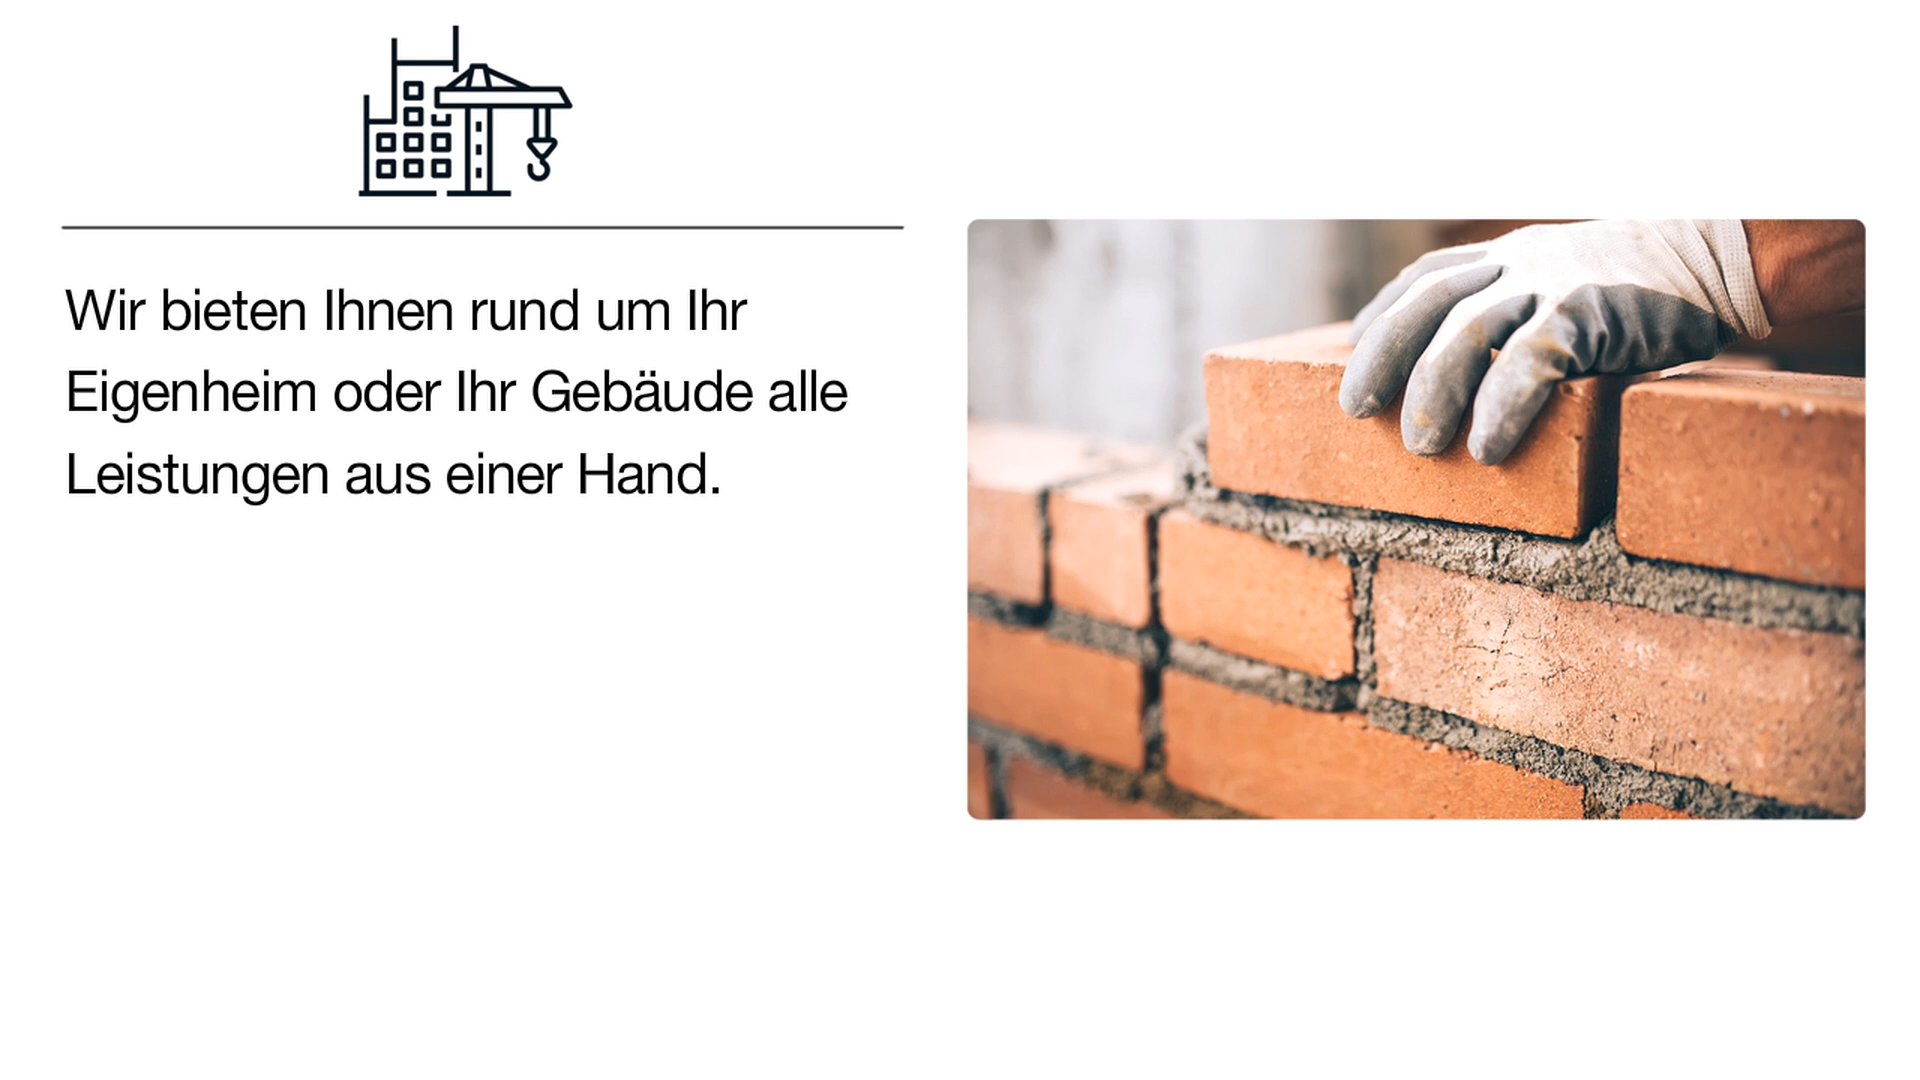 Wir bieten Ihnen rund um Ihr
Eigenheim oder Ihr Gebäude alle
Leistungen aus einer Hand.